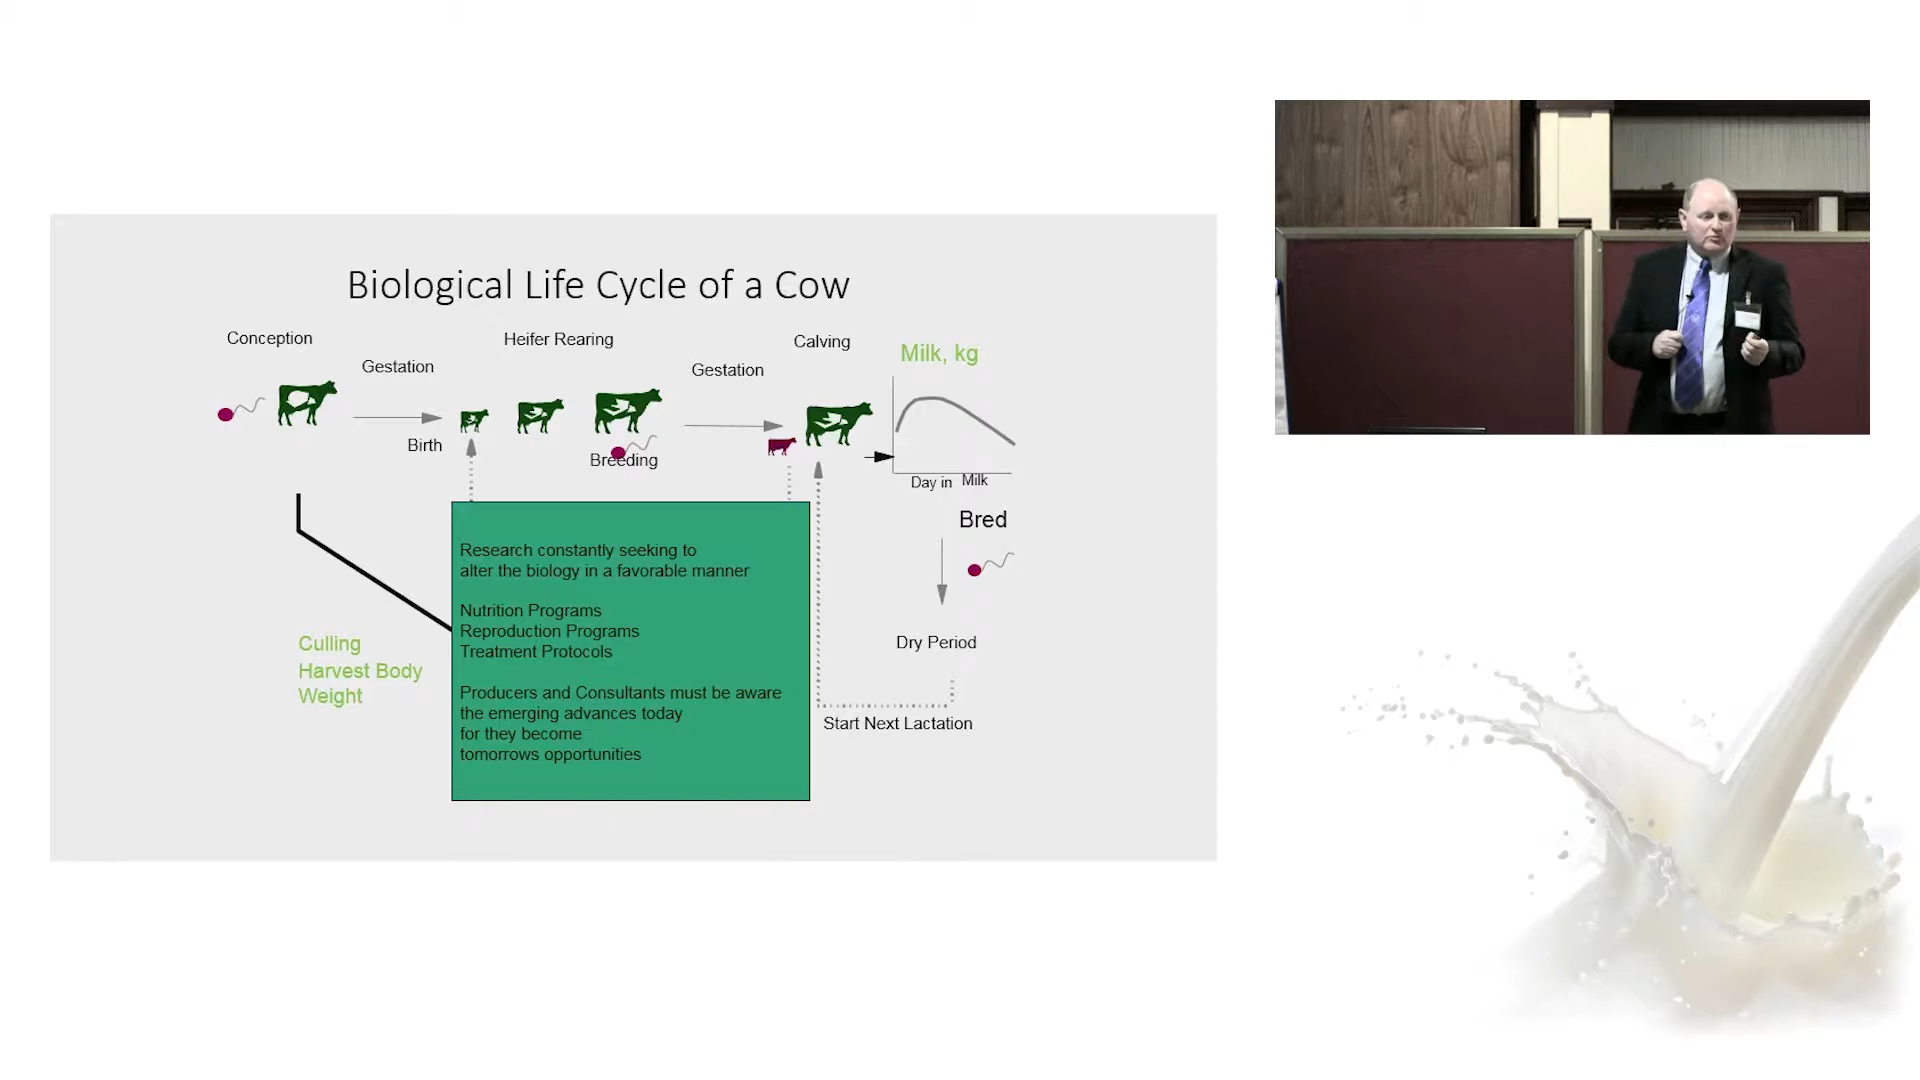 Biological Life Cycle of a Cow
Conception
Heifer Rearing
Calving
Milk, kg
Gestation
Gestation
Birth
Breeding
Day in Milk
Bred
Research constantly seeking to
alter the biology in a favorable manner
Nutrition Programs
Reproduction Programs
Treatment Protocols
Producers and Consultants must be aware
the emerging advances today
for they become
tomorrows opportunities
Culling
Harvest Body
Weight
Dry Period
Start Next Lactation